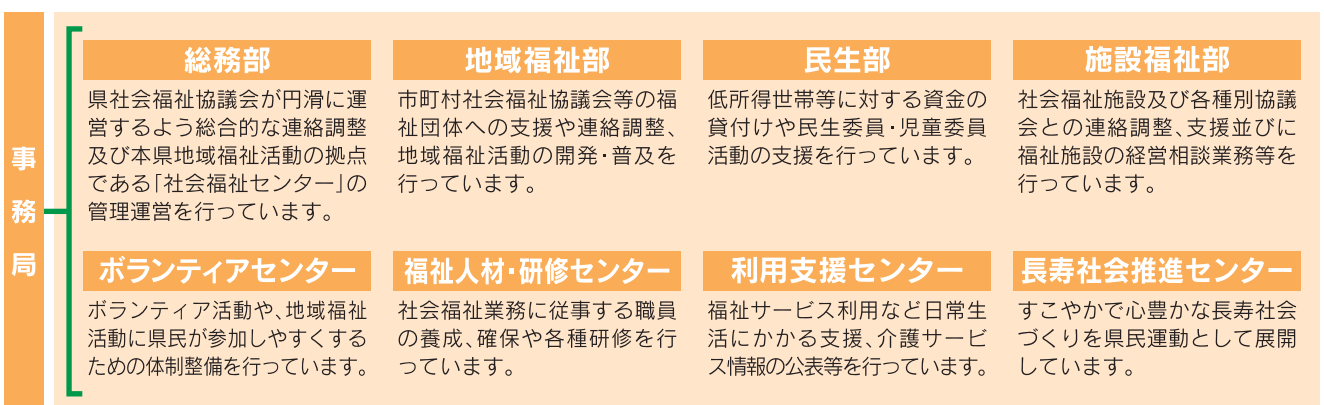 事務局
総務部
県社会福祉協議会が円滑に運
営するよう総合的な連絡調整
及び本県地域福祉活動の拠点
である「社会福祉センター」の
管理運営を行っています。
地域福祉部
市町村社会福祉協議会等の福
祉団体への支援や連絡調整、
地域福祉活動の開発・普及を
行っています。
民生部
低所得世帯等に対する資金の
貸付けや民生委員・児童委員
活動の支援を行っています。
施設福祉部
社会福祉施設及び各種別協議
会との連絡調整、支援並びに
福祉施設の経営相談業務等を
行っています。
ボランティアセンター
ボランティア活動や、地域福祉
活動に県民が参加しやすくする
ための体制整備を行っています。
福祉人材・研修センター
社会福祉業務に従事する職員
の養成、確保や各種研修を行
っています。
利用支援センター
福祉サービス利用など日常生
活にかかる支援、介護サービ
ス情報の公表等を行っています。
長寿社会推進センター
すこやかで心豊かな長寿社会
づくりを県民運動として展開
しています。